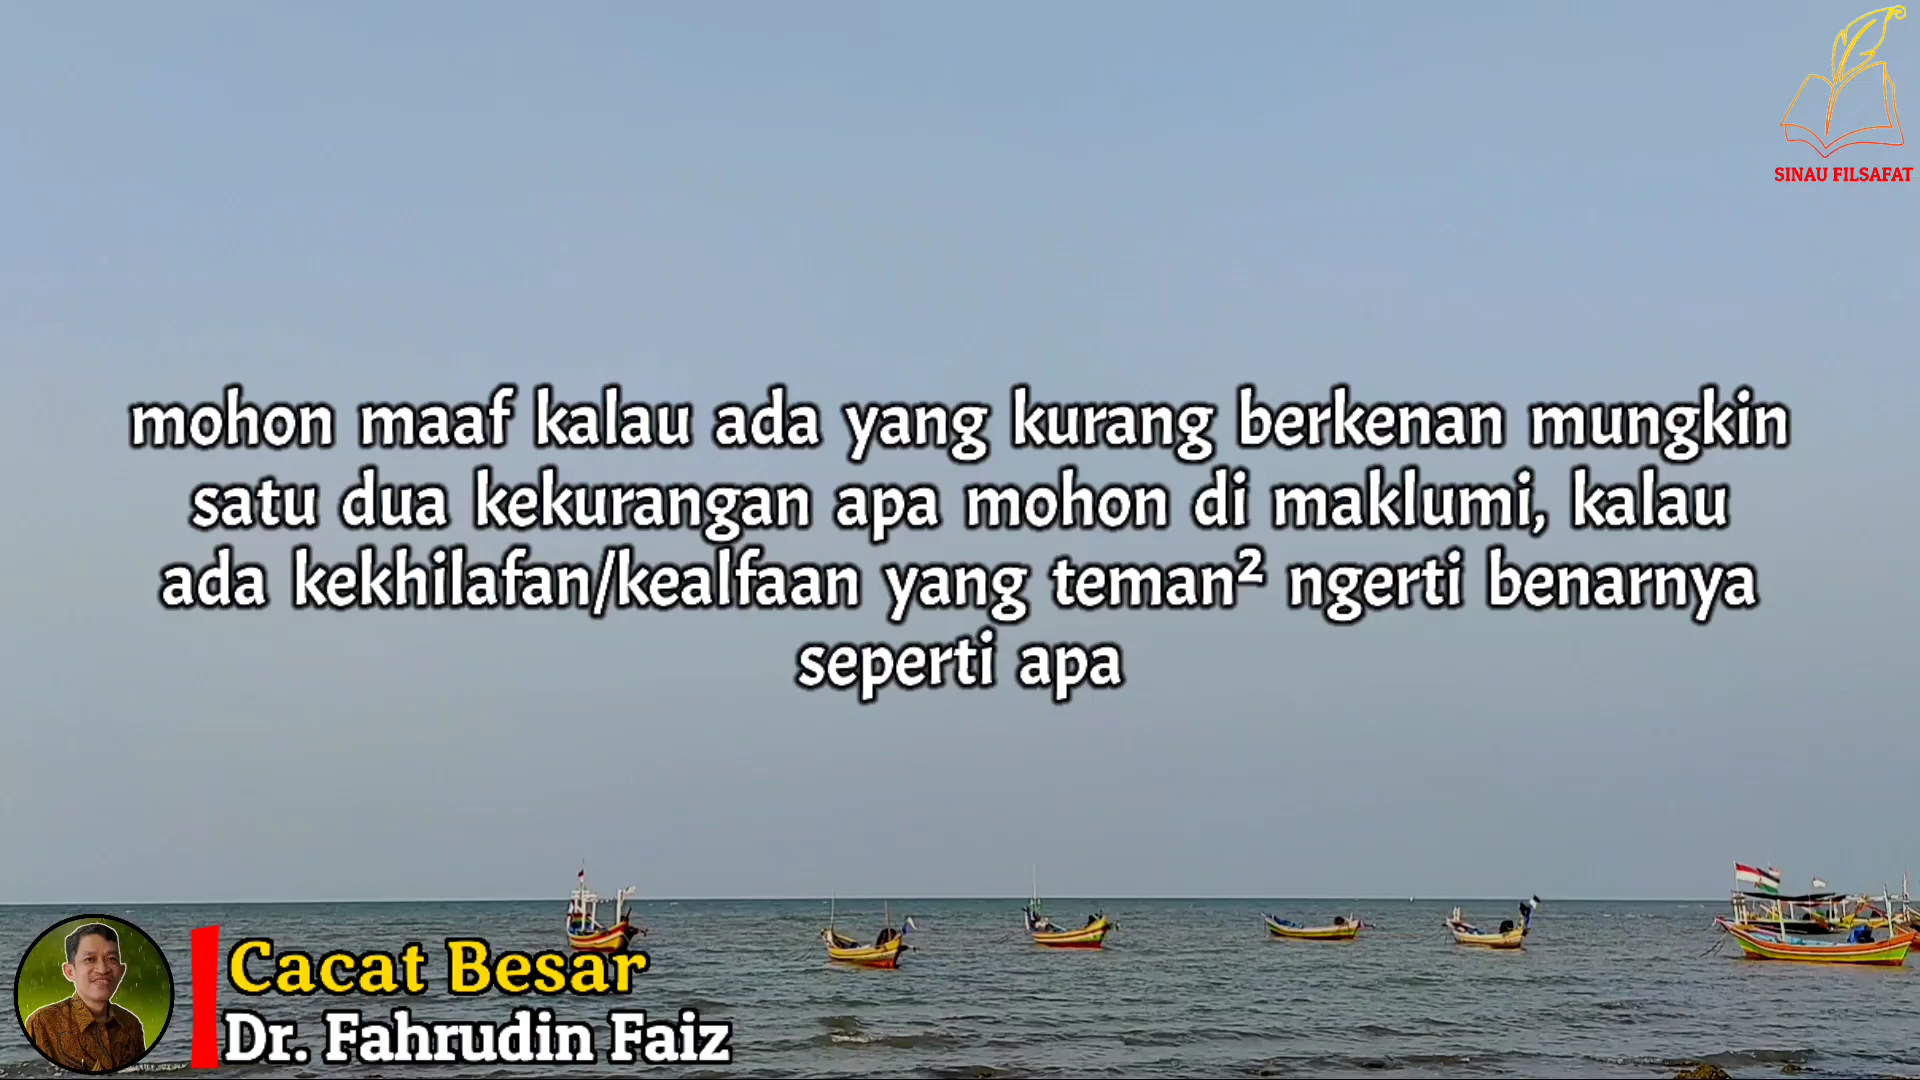 SINAU FILSAFAT
mohon maaf kalau ada yang kurang berkenan mungkin
satu dua kekurangan apa mohon di maklumi, kalau
ada kekhilafan/kealfaan yang teman² ngerti benarnya
seperti apa
Cacat Besar
Dr. Fahrudin Faiz